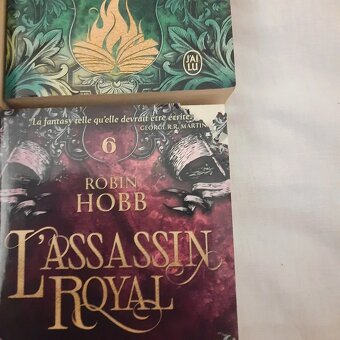 J'AI
LU
"La fantasy telle qu'elle devrait être écrite
GEORGE R.R. MARTIN
6
ROBIN
HOBB
L'ASSASSIN
ROYAL